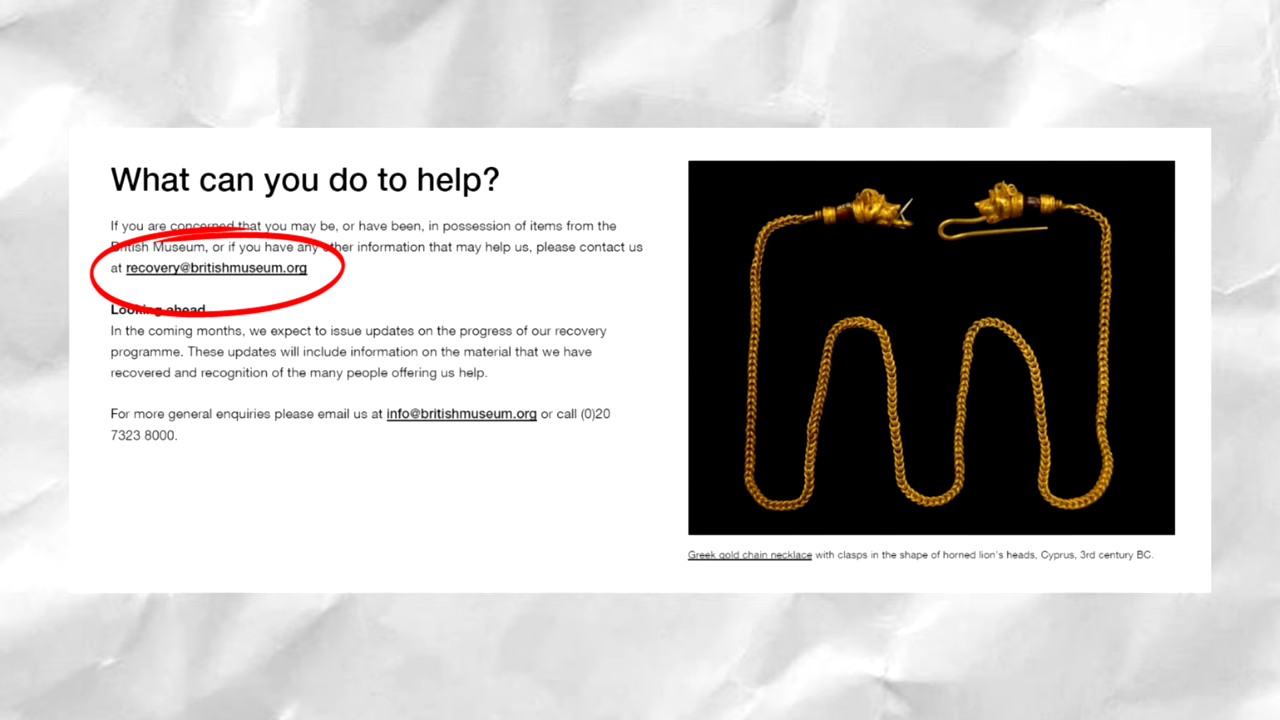 What can you do to help?
If you are concerned that you may be, or have been, in possession of items from the
British Museum, or if you have any other information that may help us, please contact us
at recovery@britishmuseum.org
Looking ahead
In the coming months, we expect to issue updates on the progress of our recovery
programme. These updates will include information on the material that we have
recovered and recognition of the many people offering us help.
For more general enquiries please email us at info@britishmuseum.org or call (0)20
7323 8000.
Greek gold chain necklace with clasps in the shape of horned lion's heads, Cyprus, 3rd century BC.